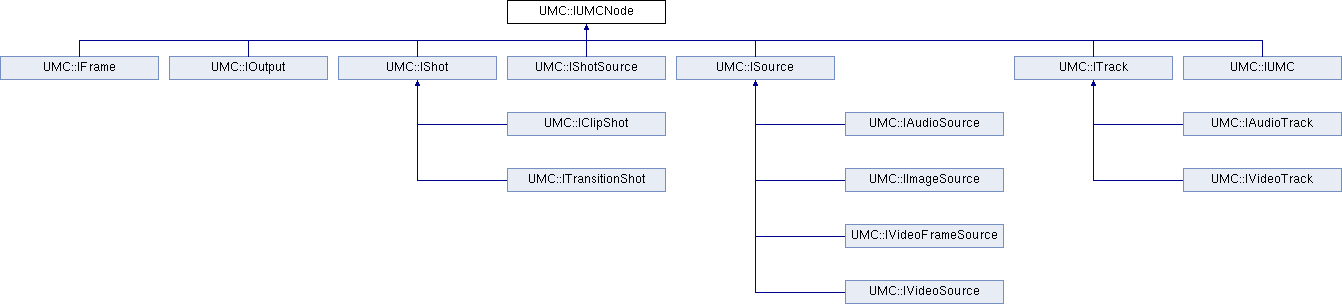 UMC::IUMCNode
UMC::IFrame
UMC::IOutput
UMC::IShot
UMC::IShotSource
UMC::ISource
UMC::ITrack
UMC::IUMC
UMC::IClipShot
UMC::IAudioSource
UMC::IAudioTrack
UMC::ITransitionShot
UMC::IImageSource
UMC::IVideoTrack
UMC::IVideoFrameSource
UMC::IVideoSource